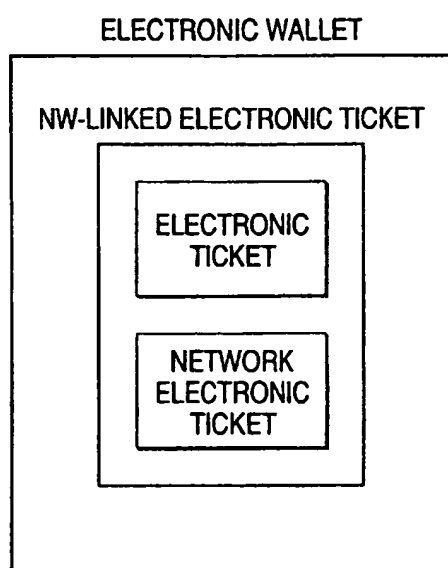 ELECTRONIC WALLET
NW-LINKED ELECTRONIC TICKET
ELECTRONIC
TICKET
NETWORK
ELECTRONIC
TICKET